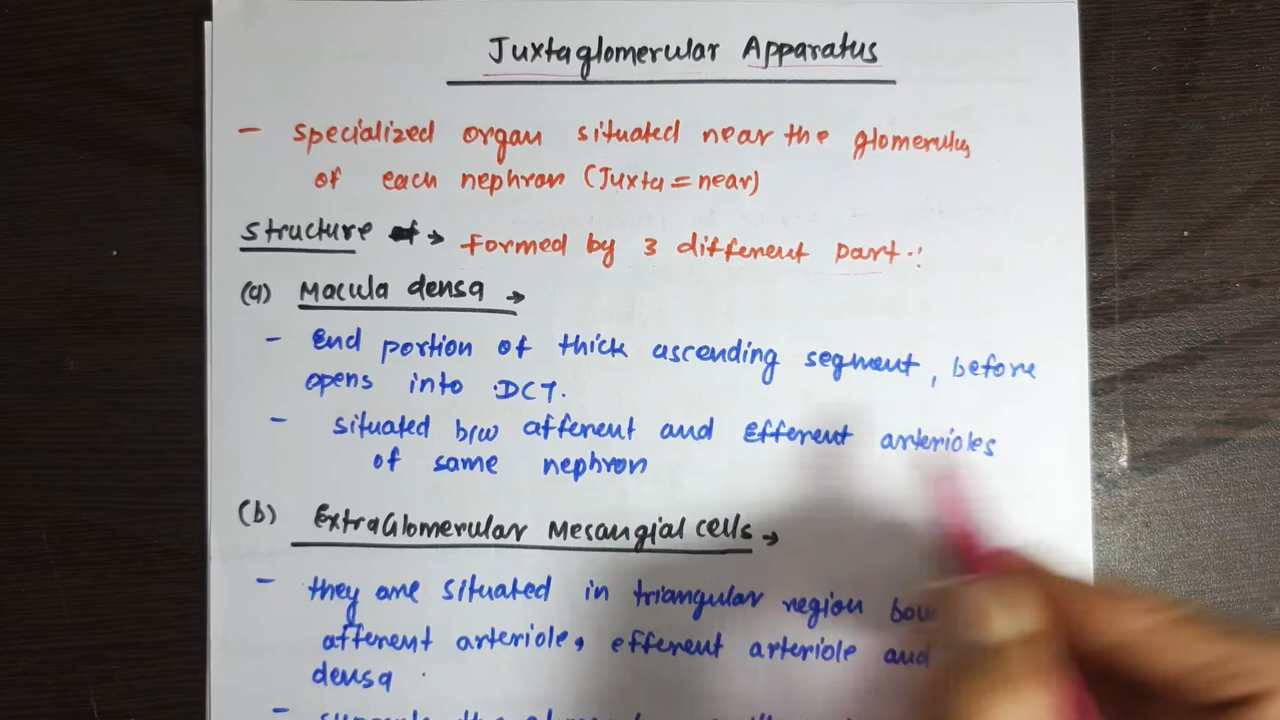 Juxtaglomerular Apparatus
- specialized organ situated near the glomerulus
of each nephron (Juxta = near)
Structure → Formed by 3 different part :
(a) Macula densa →
- End portion of thick ascending segment, before
opens into DCT.
- situated b/w afferent and Efferent arterioles
of same nephron
(b) ExtraGlomerular Mesangial cells →
- they are situated in triangular region
afferent arteriole, efferent arteriole and
densa .
-